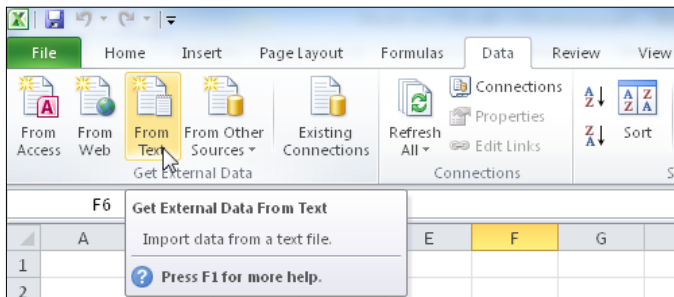 File Home Insert Page Layout Formulas Data Review View
From Access
From Web
From Text
From Other Sources
Existing Connections
Refresh All
Connections
Properties
Edit Links
A Z
Z A
A Z Z A
Sort
Get External Data
Connections
S
F6
Get External Data From Text
Import data from a text file.
? Press F1 for more help.
A E F G
1
2